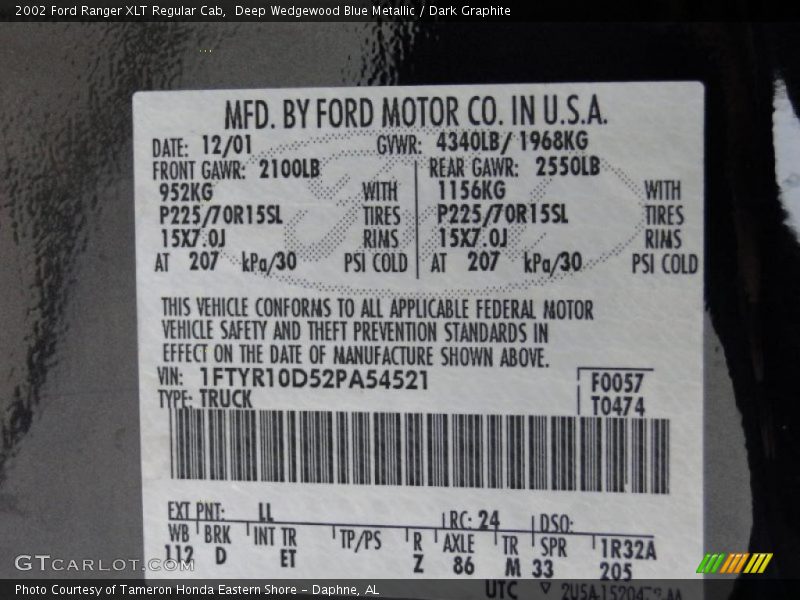 2002 Ford Ranger XLT Regular Cab,  Deep Wedgewood Blue Metallic / Dark Graphite
MFD. BY FORD MOTOR CO. IN U.S.A.
DATE: 12/01 GVWR: 4340LB/ 1968KG
FRONT GAWR: 2100LB REAR GAWR: 2550LB
952KG WITH 1156KG WITH
P225/70R15SL TIRES P225/70R15SL TIRES
15X7.0J RIMS 15X7.0J RIMS
AT 207 kPa/30 PSI COLD AT 207 kPa/30 PSI COLD
THIS VEHICLE CONFORMS TO ALL APPLICABLE FEDERAL MOTOR
VEHICLE SAFETY AND THEFT PREVENTION STANDARDS IN
EFFECT ON THE DATE OF MANUFACTURE SHOWN ABOVE.
VIN: 1FTYR10D52PA54521 F0057
TYPE: TRUCK T0474
EXT PNT: LL RC: 24 DSO:
WB BRK INT TR TP/PS R AXLE TR SPR 1R32A
112 D ET Z 86 M 33 205
GTCARLOT.COM
Photo Courtesy of Tameron Honda Eastern Shore - Daphne, AL
UTC